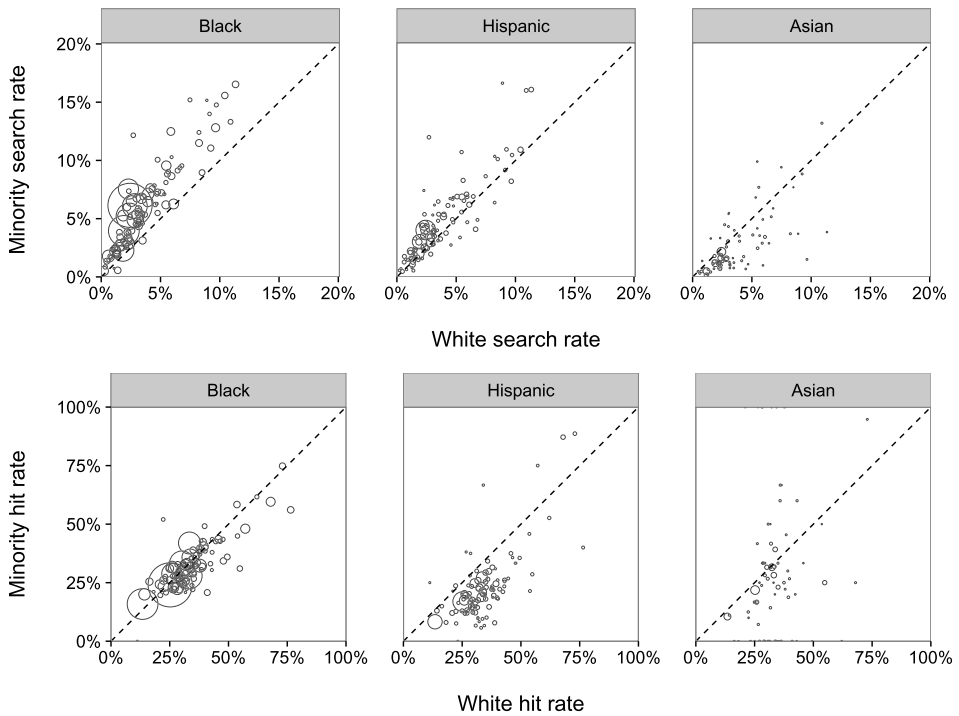 Black Hispanic Asian
Minority search rate
20%
15%
10%
5%
0%
0% 5% 10% 15% 20% 0% 5% 10% 15% 20% 0% 5% 10% 15% 20%
White search rate
Black Hispanic Asian
Minority hit rate
100%
75%
50%
25%
0%
0% 25% 50% 75% 100% 0% 25% 50% 75% 100% 0% 25% 50% 75% 100%
White hit rate